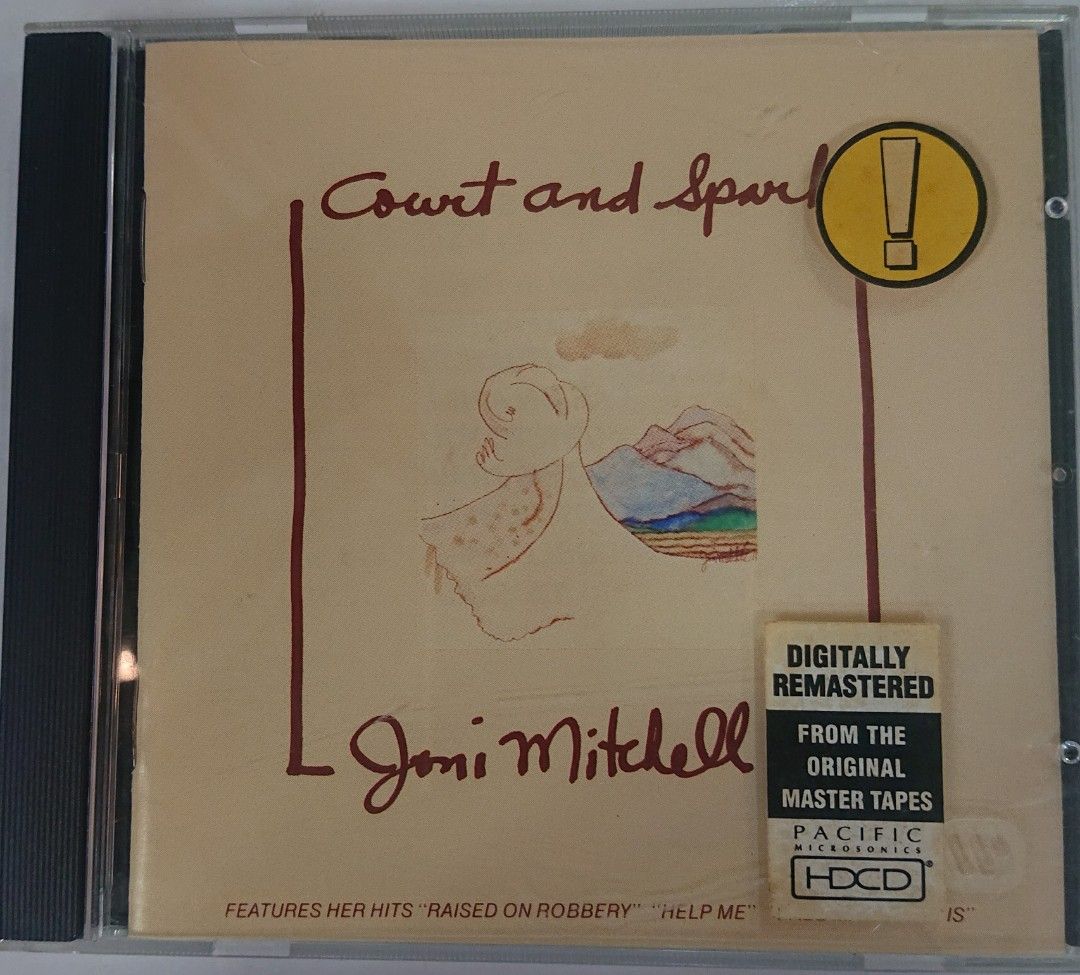 Court and Spark
!
Joni Mitchell
DIGITALLY
REMASTERED
FROM THE
ORIGINAL
MASTER TAPES
PACIFIC
MICROSONICS
HDCD®
FEATURES HER HITS "RAISED ON ROBBERY" "HELP ME" IS"